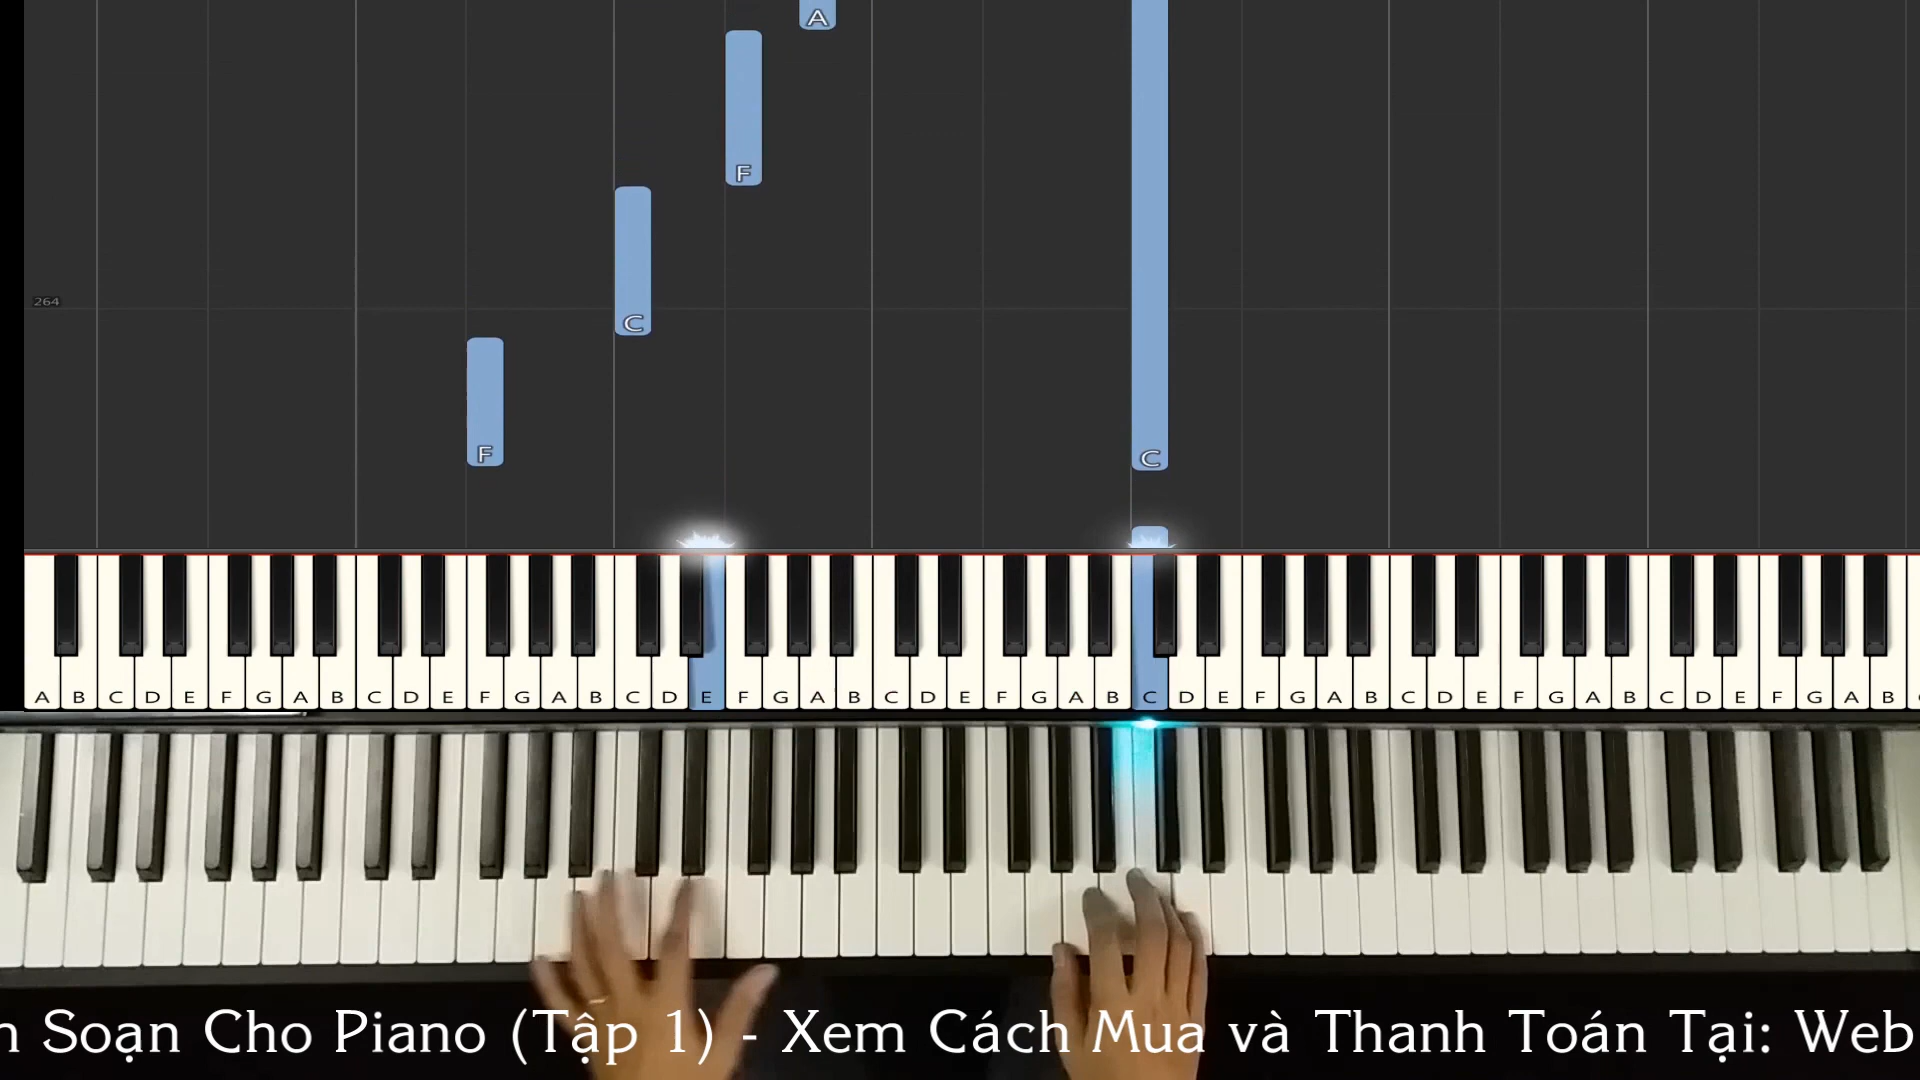 A
F
F
C
264
C
F
A B C D E F G A B C D E F G A B C D E F G A B C D E F G A B C D E F G A B C D E F G A B C D E F G A B
Soạn Cho Piano (Tập 1) - Xem Cách Mua và Thanh Toán Tại: Web